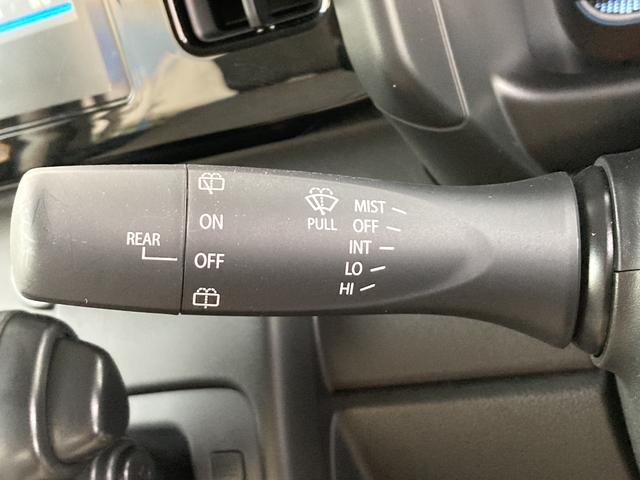 REAR
ON
OFF
PULL
MIST
OFF
INT
LO
HI